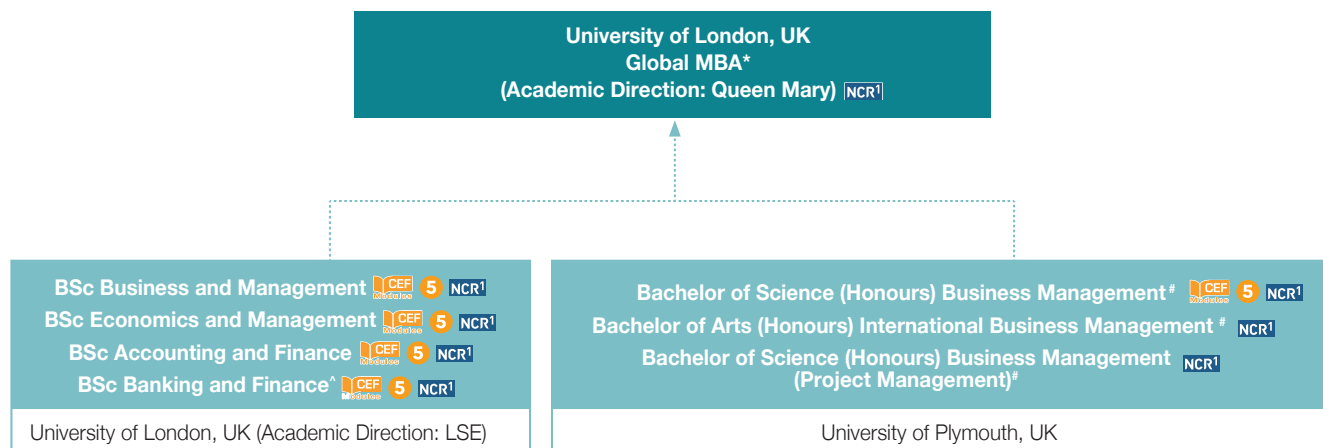 University of London, UK
Global MBA*
(Academic Direction: Queen Mary) NCR¹
BSc Business and Management CEF Modules 5 NCR¹
BSc Economics and Management CEF Modules 5 NCR¹
BSc Accounting and Finance CEF Modules 5 NCR¹
BSc Banking and Finance^ CEF Modules 5 NCR¹
University of London, UK (Academic Direction: LSE)
Bachelor of Science (Honours) Business Management# CEF Modules 5 NCR¹
Bachelor of Arts (Honours) International Business Management # NCR¹
Bachelor of Science (Honours) Business Management NCR¹
(Project Management)#
University of Plymouth, UK